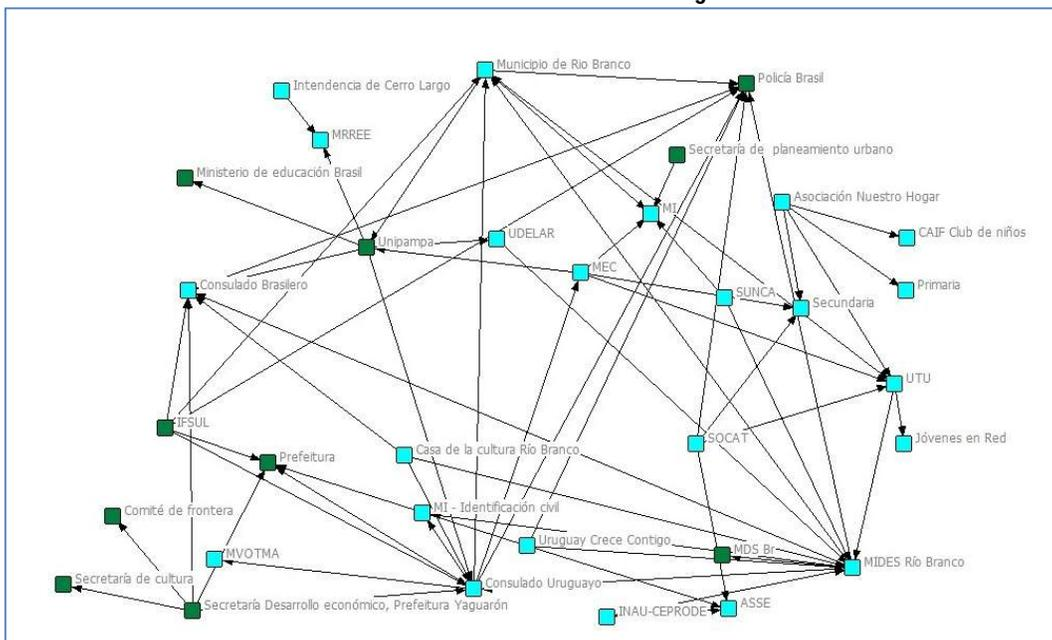 Municipio de Rio Branco
Policía Brasil
Intendencia de Cerro Largo
MRREE
Secretaría de planeamiento urbano
Ministerio de educación Brasil
Asociación Nuestro Hogar
MI
CAIF Club de niños
UDELAR
Unipampa
MEC
Consulado Brasilero
Primaria
SUNCA
Secundaria
UTU
IFSUL
SOCAT
Jóvenes en Red
Casa de la cultura Río Branco
Prefeitura
Comité de frontera
MI - Identificación civil
Uruguay Crece Contigo
MVOTMA
MDS Br
MIDES Río Branco
Secretaría de cultura
Consulado Uruguayo
Secretaría Desarrollo económico, Prefeitura Yaguarón
INAU-CEPRODE
ASSE